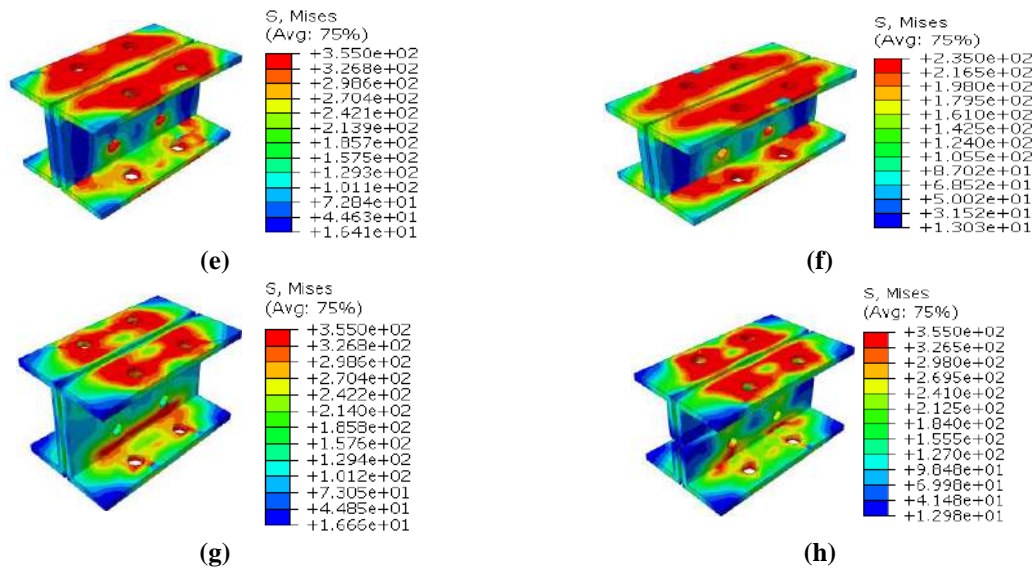 S, Mises
(Avg: 75%)
+3.550e+02
+3.268e+02
+2.986e+02
+2.704e+02
+2.421e+02
+2.139e+02
+1.857e+02
+1.575e+02
+1.293e+02
+1.011e+02
+7.284e+01
+4.463e+01
+1.641e+01
(e)
S, Mises
(Avg: 75%)
+2.350e+02
+2.165e+02
+1.980e+02
+1.795e+02
+1.610e+02
+1.425e+02
+1.240e+02
+1.055e+02
+8.702e+01
+6.852e+01
+5.002e+01
+3.152e+01
+1.303e+01
(f)
S, Mises
(Avg: 75%)
+3.550e+02
+3.268e+02
+2.986e+02
+2.704e+02
+2.422e+02
+2.140e+02
+1.858e+02
+1.576e+02
+1.294e+02
+1.012e+02
+7.305e+01
+4.485e+01
+1.666e+01
(g)
S, Mises
(Avg: 75%)
+3.550e+02
+3.265e+02
+2.980e+02
+2.695e+02
+2.410e+02
+2.125e+02
+1.840e+02
+1.555e+02
+1.270e+02
+9.848e+01
+6.998e+01
+4.148e+01
+1.298e+01
(h)